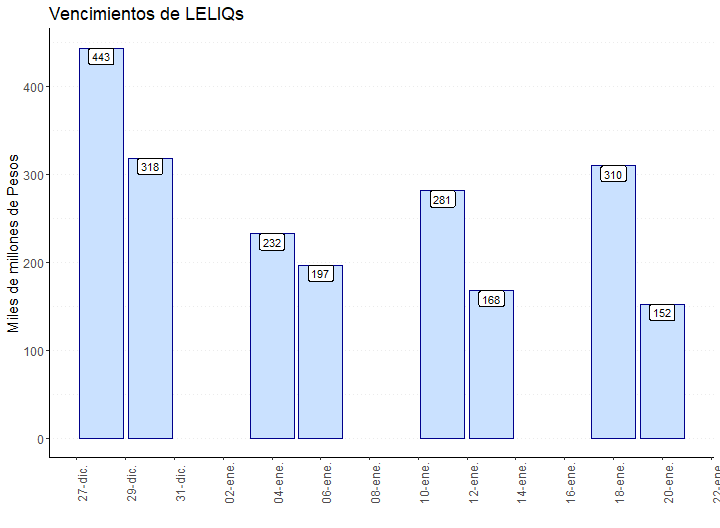 Vencimientos de LELIQs
Miles de millones de Pesos
400
300
200
100
0
443
318
232
197
281
168
310
152
27-dic.
29-dic.
31-dic.
02-ene.
04-ene.
06-ene.
08-ene.
10-ene.
12-ene.
14-ene.
16-ene.
18-ene.
20-ene.
22-ene